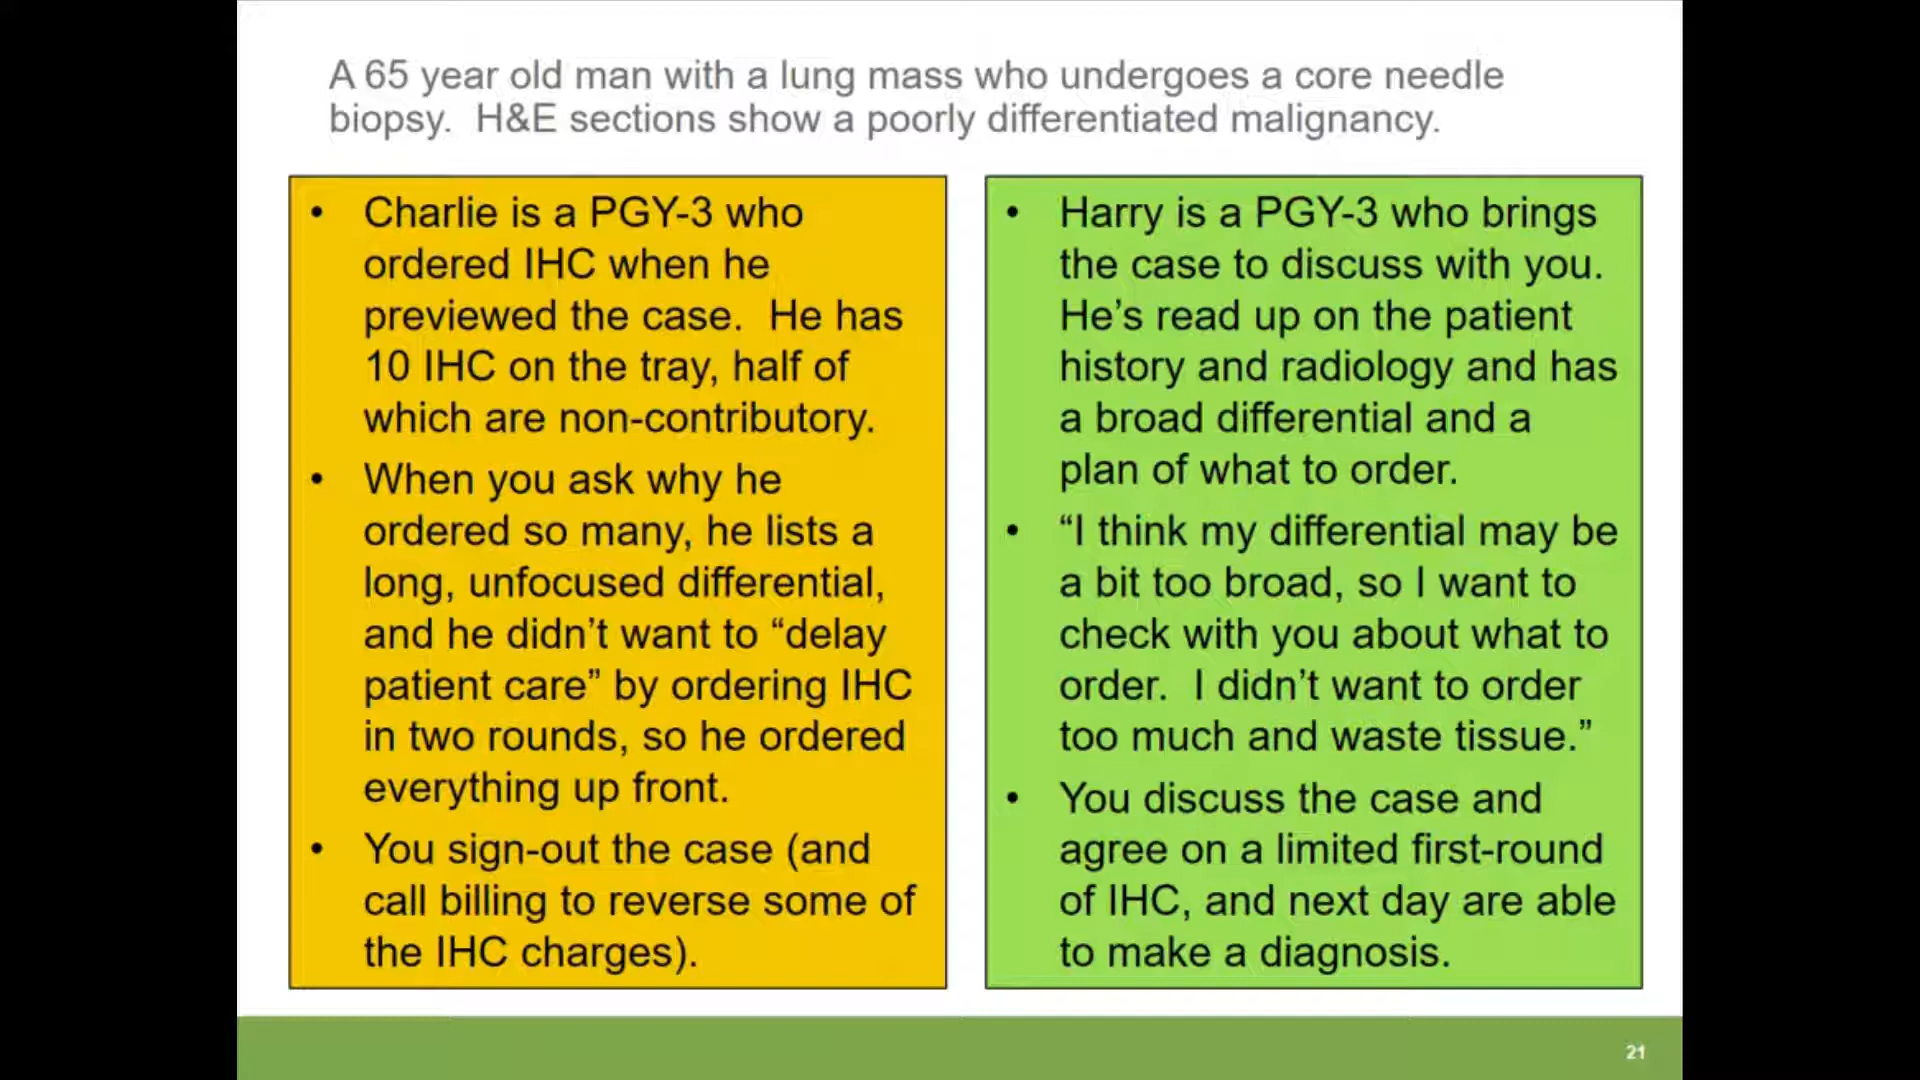 A 65 year old man with a lung mass who undergoes a core needle
biopsy.  H&E sections show a poorly differentiated malignancy.
• Charlie is a PGY-3 who
ordered IHC when he
previewed the case.  He has
10 IHC on the tray, half of
which are non-contributory.
• When you ask why he
ordered so many, he lists a
long, unfocused differential,
and he didn’t want to “delay
patient care” by ordering IHC
in two rounds, so he ordered
everything up front.
• You sign-out the case (and
call billing to reverse some of
the IHC charges).
• Harry is a PGY-3 who brings
the case to discuss with you.
He’s read up on the patient
history and radiology and has
a broad differential and a
plan of what to order.
• “I think my differential may be
a bit too broad, so I want to
check with you about what to
order.  I didn’t want to order
too much and waste tissue.”
• You discuss the case and
agree on a limited first-round
of IHC, and next day are able
to make a diagnosis.
21